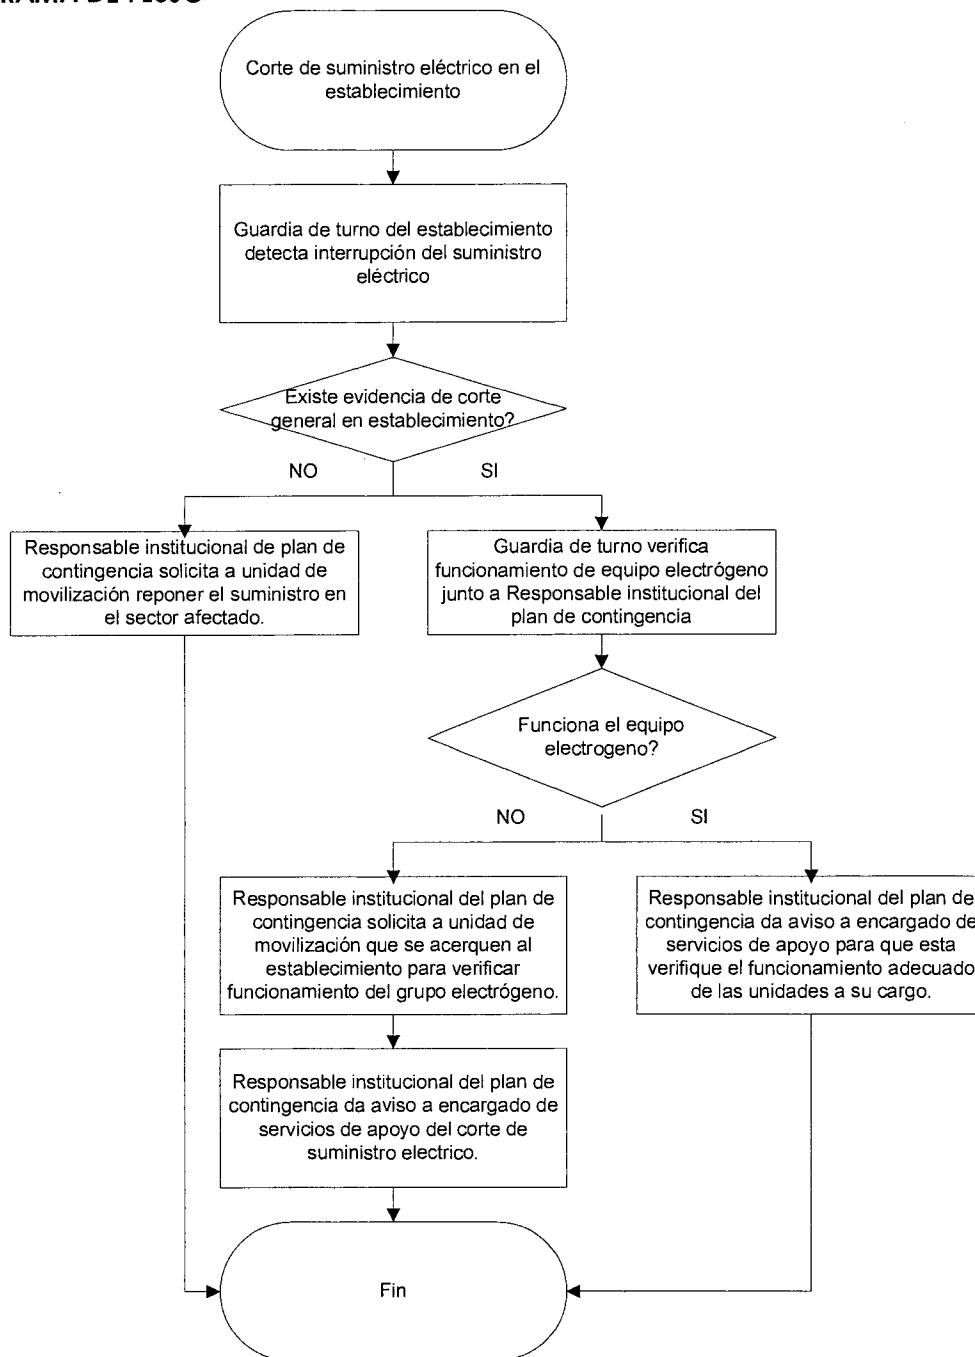 Corte de suministro eléctrico en el
establecimiento
Guardia de turno del establecimiento
detecta interrupción del suministro
eléctrico
Existe evidencia de corte
general en establecimiento?
NO
SI
Responsable institucional de plan de
contingencia solicita a unidad de
movilización reponer el suministro en
el sector afectado.
Guardia de turno verifica
funcionamiento de equipo electrógeno
junto a Responsable institucional del
plan de contingencia
Funciona el equipo
electrogeno?
NO
SI
Responsable institucional del plan de
contingencia solicita a unidad de
movilización que se acerquen al
establecimiento para verificar
funcionamiento del grupo electrógeno.
Responsable institucional del plan de
contingencia da aviso a encargado de
servicios de apoyo para que esta
verifique el funcionamiento adecuado
de las unidades a su cargo.
Responsable institucional del plan de
contingencia da aviso a encargado de
servicios de apoyo del corte de
suministro electrico.
Fin